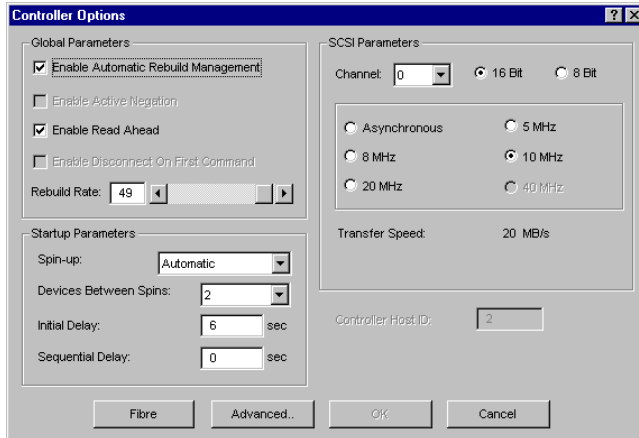 Controller Options
Global Parameters
Enable Automatic Rebuild Management
Enable Active Negation
Enable Read Ahead
Enable Disconnect On First Command
Rebuild Rate: 49
Startup Parameters
Spin-up: Automatic
Devices Between Spins: 2
Initial Delay: 6 sec
Sequential Delay: 0 sec
SCSI Parameters
Channel: 0 16 Bit 8 Bit
Asynchronous 5 MHz
8 MHz 10 MHz
20 MHz 40 MHz
Transfer Speed: 20 MB/s
Controller Host ID: 2
Fibre Advanced.. OK Cancel